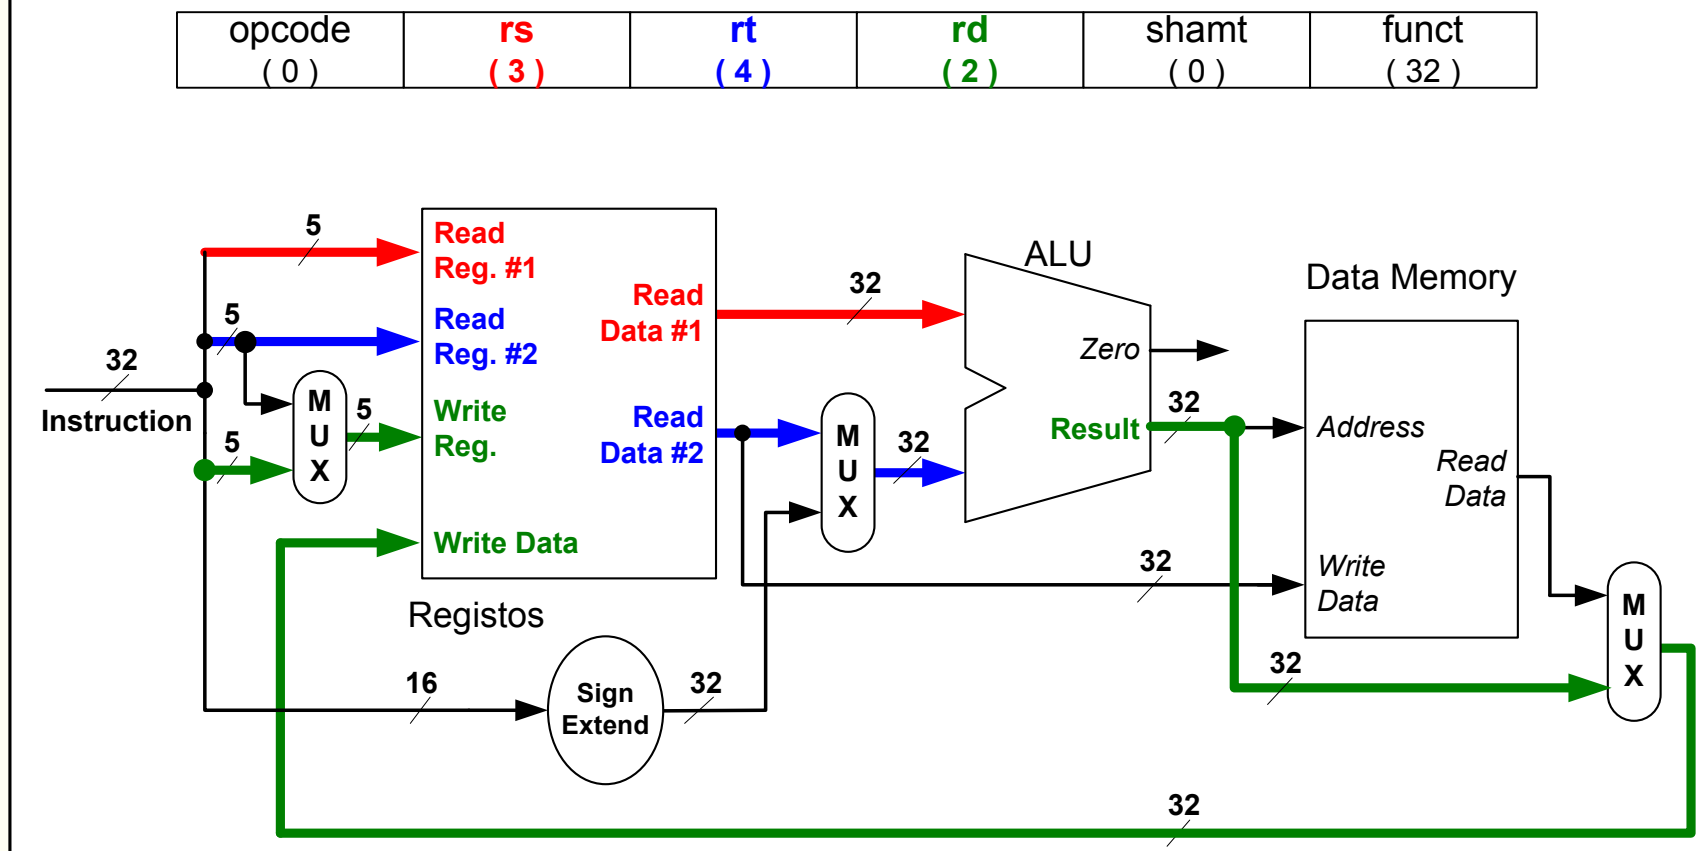 opcode rs rt rd shamt funct
( 0 ) ( 3 ) ( 4 ) ( 2 ) ( 0 ) ( 32 )
5
Read
Reg. #1
5
Read
Reg. #2
32
Instruction
5
M
U
X
5
Write
Reg.
Write Data
Read
Data #1
Read
Data #2
Registos
32
M
U
X
32
ALU
Zero
Result
32
Data Memory
Address
Read
Data
Write
Data
32
32
M
U
X
16
Sign
Extend
32
32